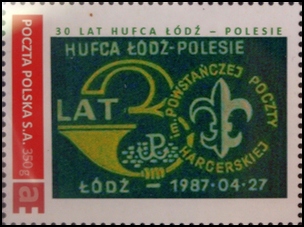 30 LAT HUFCA ŁÓDŹ – POLESIE
POCZTA POLSKA S.A. 350g
HUFCA ŁÓDŹ-POLESIE
LAT 30
im. POWSTAŃCZEJ POCZTY
HARCERSKIEJ
ŁÓDŹ – 1987·04·27